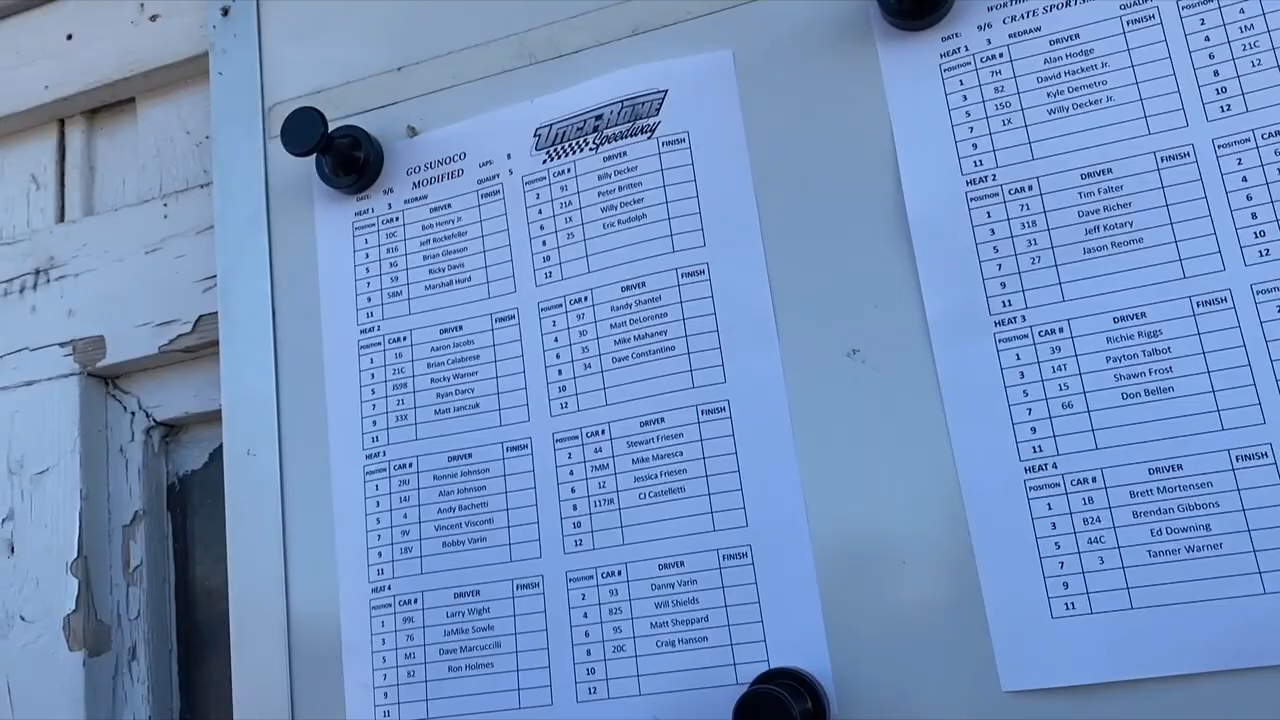 UTICA-ROME
Speedway
GO SUNOCO
MODIFIED
LAPS: 8
DATE: 9/6
QUALIFY 5
HEAT 1 3 REDRAW
POSITION CAR # DRIVER FINISH
1 10C Bob Henry Jr.
3 816 Jeff Rockefeller
5 3G Brian Gleason
7 59 Ricky Davis
9 58M Marshall Hurd
11
POSITION CAR # DRIVER FINISH
2 91 Billy Decker
4 21A Peter Britten
6 1X Willy Decker
8 25 Eric Rudolph
10
12
HEAT 2
POSITION CAR # DRIVER FINISH
1 16 Aaron Jacobs
3 21C Brian Calabrese
5 JS98 Rocky Warner
7 21 Ryan Darcy
9 33X Matt Janczuk
11
POSITION CAR # DRIVER FINISH
2 97 Randy Shantel
4 3D Matt DeLorenzo
6 35 Mike Mahaney
8 34 Dave Constantino
10
12
HEAT 3
POSITION CAR # DRIVER FINISH
1 2RJ Ronnie Johnson
3 14J Alan Johnson
5 4 Andy Bachetti
7 9V Vincent Visconti
9 18V Bobby Varin
11
POSITION CAR # DRIVER FINISH
2 44 Stewart Friesen
4 7MM Mike Maresca
6 1Z Jessica Friesen
8 117JR CJ Castelletti
10
12
HEAT 4
POSITION CAR # DRIVER FINISH
1 99L Larry Wight
3 76 JaMike Sowle
5 M1 Dave Marcuccilli
7 82 Ron Holmes
9
11
POSITION CAR # DRIVER FINISH
2 93 Danny Varin
4 82S Will Shields
6 9S Matt Sheppard
8 20C Craig Hanson
10
12
CRATE
DATE: 9/6
HEAT 1 3 REDRAW
POSITION CAR # DRIVER FINISH
1 7H Alan Hodge
3 82 David Hackett Jr.
5 15D Kyle Demetro
7 1X Willy Decker Jr.
9
11
2 4
4 1M
6 21C
8 12
10
12
HEAT 2
POSITION CAR # DRIVER FINISH
1 71 Tim Falter
3 318 Dave Richer
5 31 Jeff Kotary
7 27 Jason Reome
9
11
POSITION
2
4
6
8
10
12
HEAT 3
POSITION CAR # DRIVER FINISH
1 39 Richie Riggs
3 14T Payton Talbot
5 15 Shawn Frost
7 66 Don Bellen
9
11
HEAT 4
POSITION CAR # DRIVER FINISH
1 1B Brett Mortensen
3 B24 Brendan Gibbons
5 44C Ed Downing
7 3 Tanner Warner
9
11